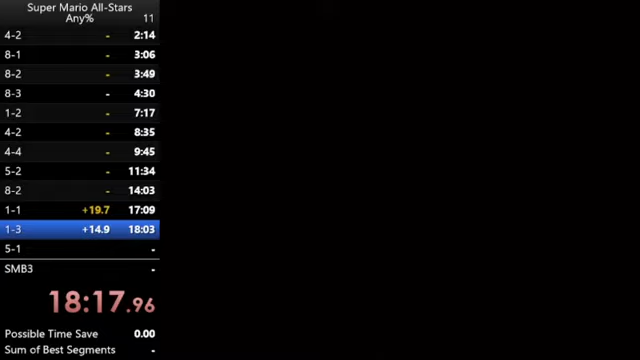 Super Mario All-Stars
Any% 11
4-2 - 2:14
8-1 - 3:06
8-2 - 3:49
8-3 - 4:30
1-2 - 7:17
4-2 - 8:35
4-4 - 9:45
5-2 - 11:34
8-2 - 14:03
1-1 +19.7 17:09
1-3 +14.9 18:03
5-1 -
SMB3 -
18:17.96
Possible Time Save 0.00
Sum of Best Segments -